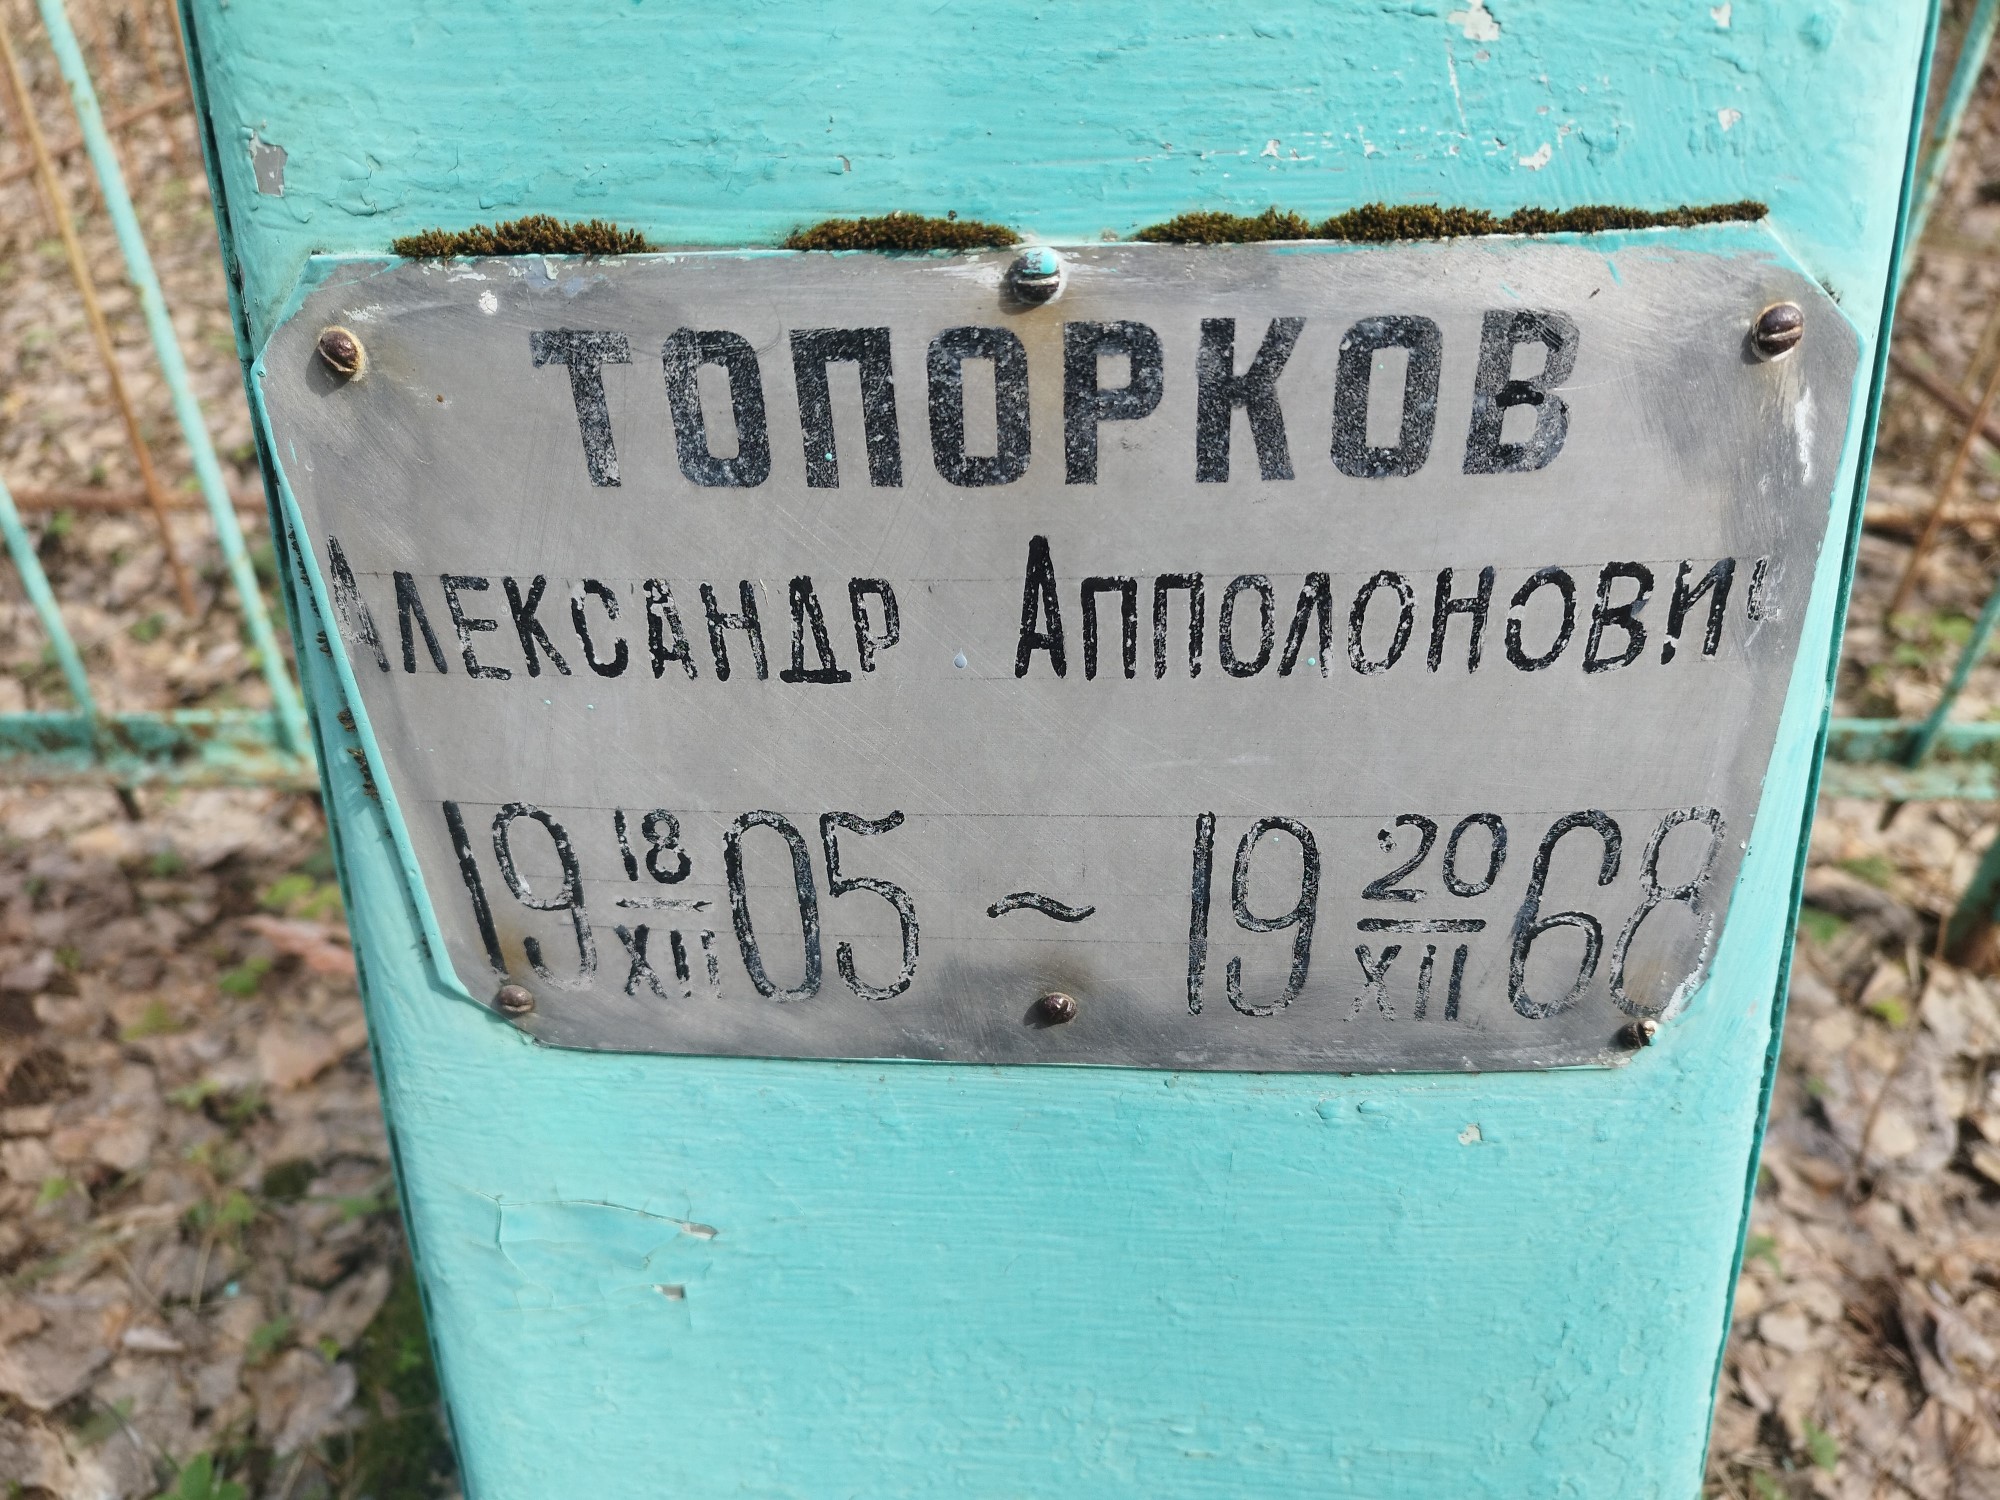 ТОПОРКОВ
Александр Апполонович
19 18/XII 05 ~ 19 20/XII 68